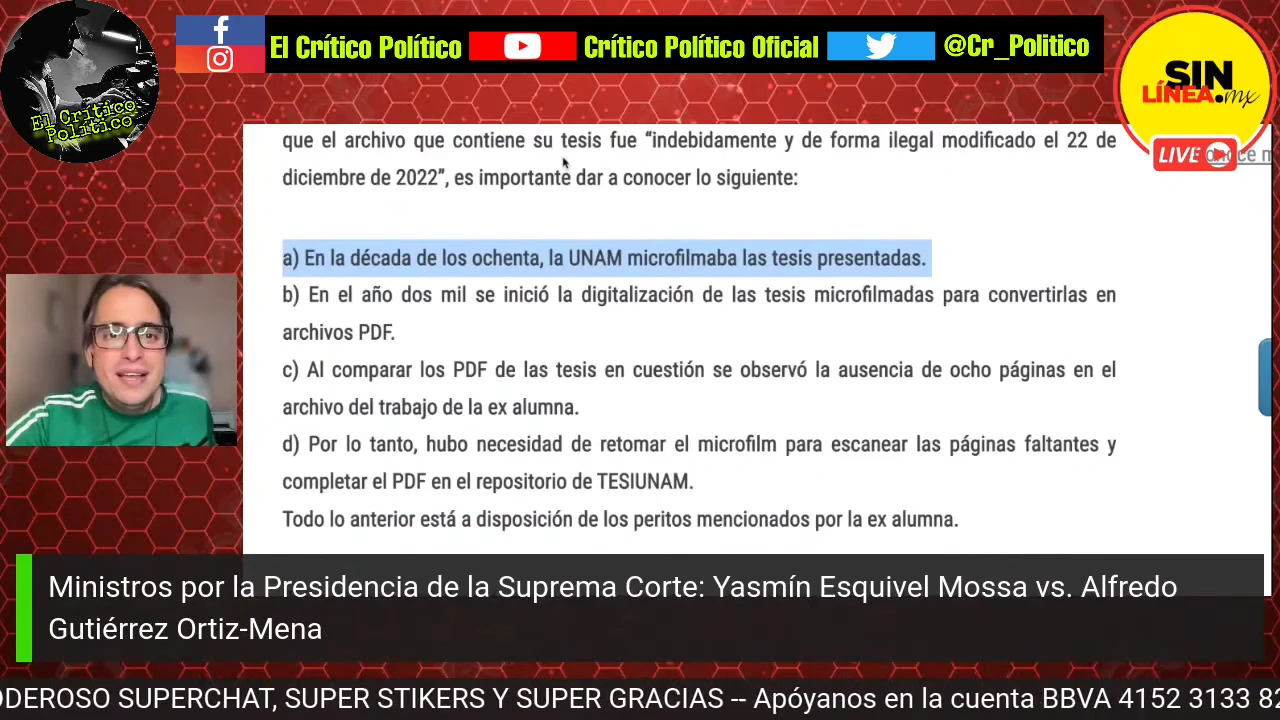 El Crítico Político
Crítico Político Oficial
@Cr_Politico
El Crítico
Político
SIN
LÍNEA.mx
LIVE
que el archivo que contiene su tesis fue “indebidamente y de forma ilegal modificado el 22 de
diciembre de 2022”, es importante dar a conocer lo siguiente:
a) En la década de los ochenta, la UNAM microfilmaba las tesis presentadas.
b) En el año dos mil se inició la digitalización de las tesis microfilmadas para convertirlas en
archivos PDF.
c) Al comparar los PDF de las tesis en cuestión se observó la ausencia de ocho páginas en el
archivo del trabajo de la ex alumna.
d) Por lo tanto, hubo necesidad de retomar el microfilm para escanear las páginas faltantes y
completar el PDF en el repositorio de TESIUNAM.
Todo lo anterior está a disposición de los peritos mencionados por la ex alumna.
Ministros por la Presidencia de la Suprema Corte: Yasmín Esquivel Mossa vs. Alfredo
Gutiérrez Ortiz-Mena
ODEROSO SUPERCHAT, SUPER STIKERS Y SUPER GRACIAS -- Apóyanos en la cuenta BBVA 4152 3133 82